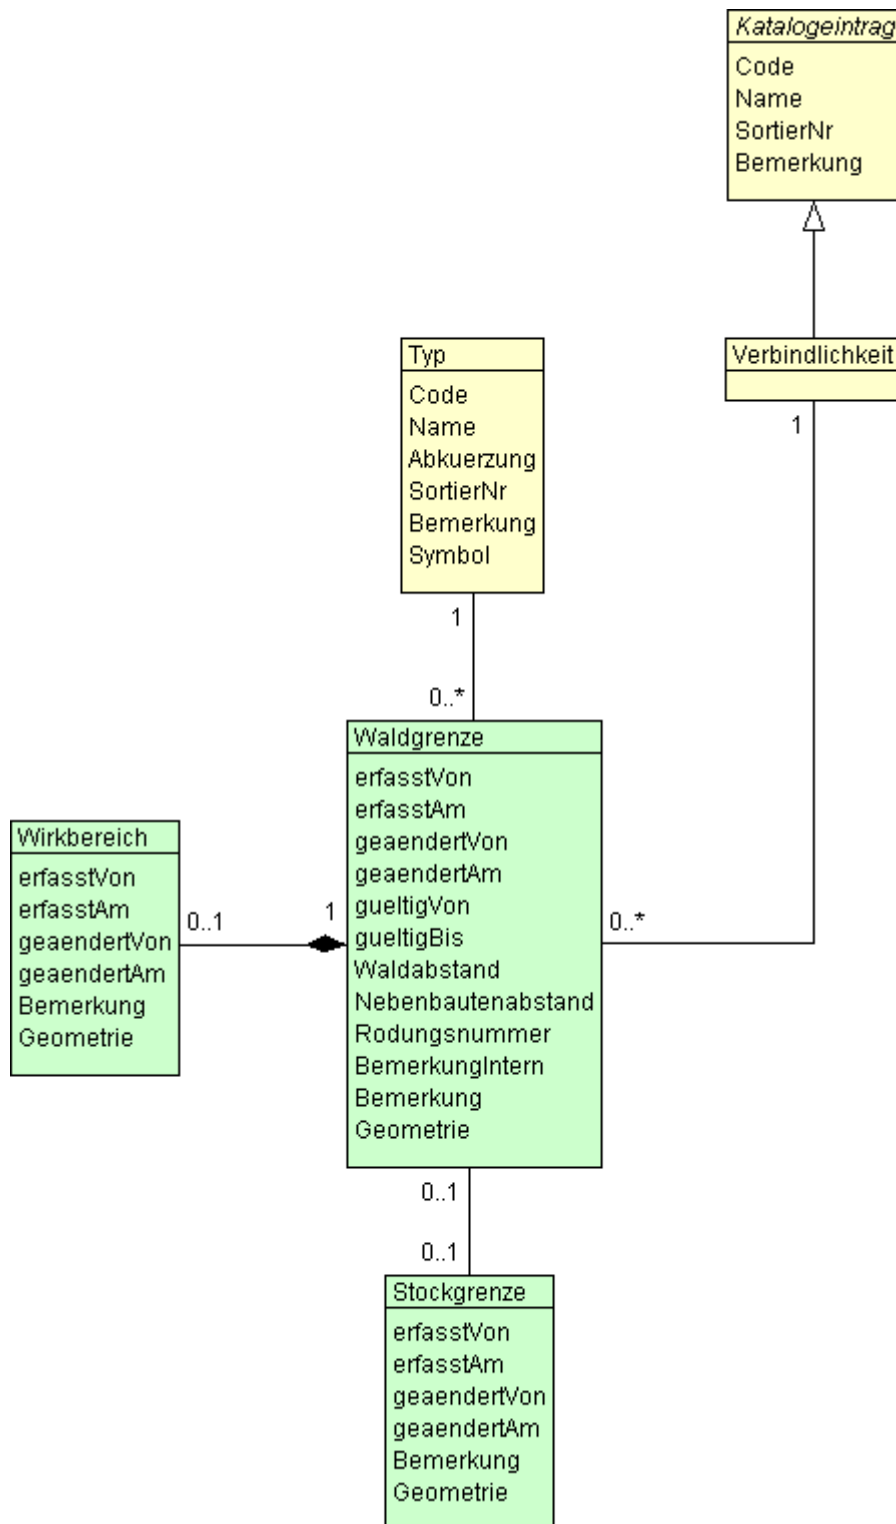 Katalogeintrag
Code
Name
SortierNr
Bemerkung
Typ
Code
Name
Abkuerzung
SortierNr
Bemerkung
Symbol
Verbindlichkeit
1
1
0..*
Waldgrenze
erfasstVon
erfasstAm
geaendertVon
geaendertAm
gueltigVon
gueltigBis
Waldabstand
Nebenbautenabstand
Rodungsnummer
BemerkungIntern
Bemerkung
Geometrie
Wirkbereich
erfasstVon
erfasstAm
geaendertVon
geaendertAm
Bemerkung
Geometrie
0..1
1
0..*
0..1
0..1
Stockgrenze
erfasstVon
erfasstAm
geaendertVon
geaendertAm
Bemerkung
Geometrie